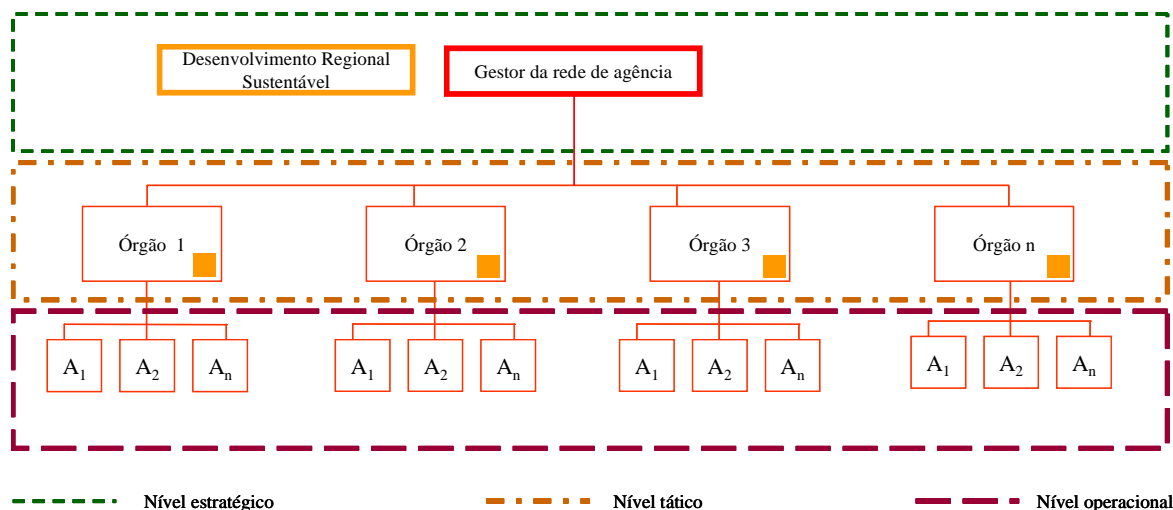 Desenvolvimento Regional
Sustentável
Gestor da rede de agência
Órgão 1
Órgão 2
Órgão 3
Órgão n
A₁
A₂
Aₙ
A₁
A₂
Aₙ
A₁
A₂
Aₙ
A₁
A₂
Aₙ
Nível estratégico
Nível tático
Nível operacional